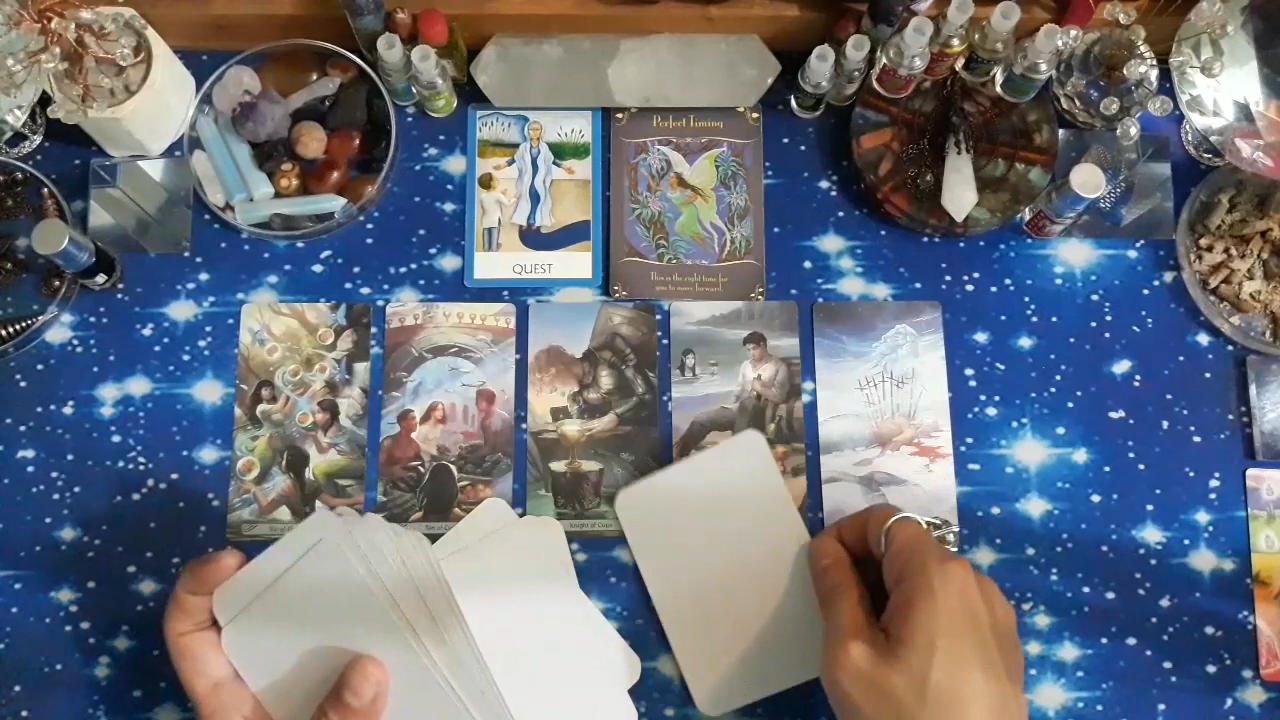 Perfect Timing
QUEST
This is the right time for
you to move forward.
Knight of Cups